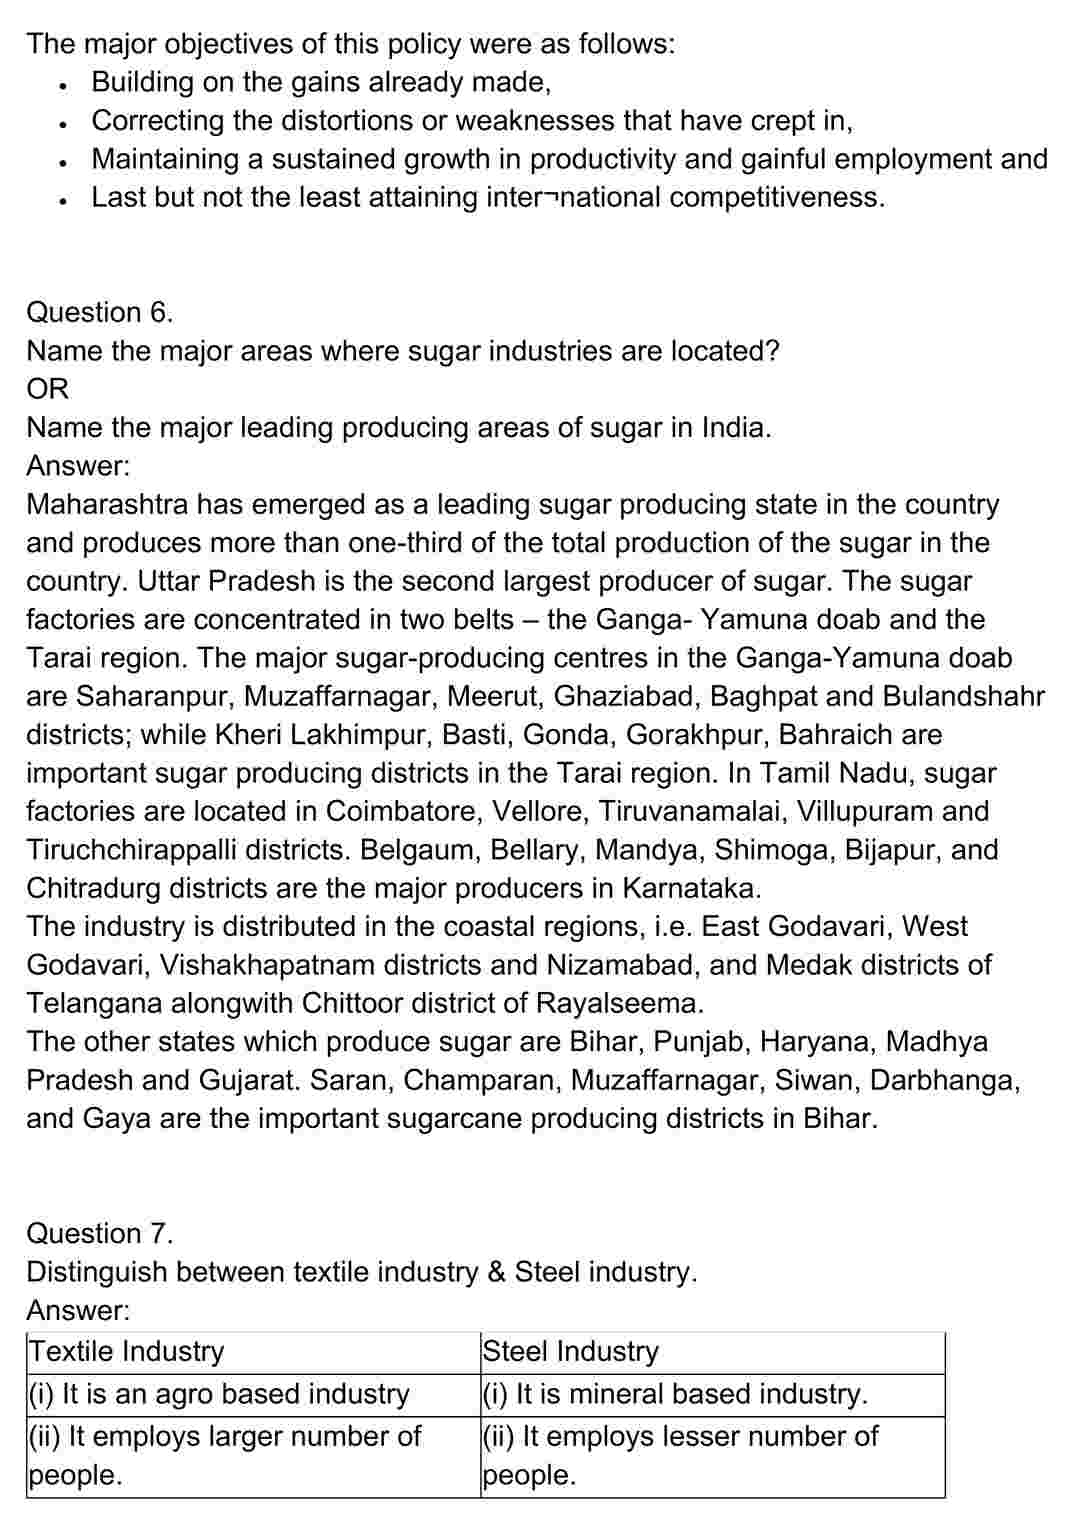 The major objectives of this policy were as follows:
• Building on the gains already made,
• Correcting the distortions or weaknesses that have crept in,
• Maintaining a sustained growth in productivity and gainful employment and
• Last but not the least attaining inter¬national competitiveness.
Question 6.
Name the major areas where sugar industries are located?
OR
Name the major leading producing areas of sugar in India.
Answer:
Maharashtra has emerged as a leading sugar producing state in the country
and produces more than one-third of the total production of the sugar in the
country. Uttar Pradesh is the second largest producer of sugar. The sugar
factories are concentrated in two belts – the Ganga- Yamuna doab and the
Tarai region. The major sugar-producing centres in the Ganga-Yamuna doab
are Saharanpur, Muzaffarnagar, Meerut, Ghaziabad, Baghpat and Bulandshahr
districts; while Kheri Lakhimpur, Basti, Gonda, Gorakhpur, Bahraich are
important sugar producing districts in the Tarai region. In Tamil Nadu, sugar
factories are located in Coimbatore, Vellore, Tiruvanamalai, Villupuram and
Tiruchchirappalli districts. Belgaum, Bellary, Mandya, Shimoga, Bijapur, and
Chitradurg districts are the major producers in Karnataka.
The industry is distributed in the coastal regions, i.e. East Godavari, West
Godavari, Vishakhapatnam districts and Nizamabad, and Medak districts of
Telangana alongwith Chittoor district of Rayalseema.
The other states which produce sugar are Bihar, Punjab, Haryana, Madhya
Pradesh and Gujarat. Saran, Champaran, Muzaffarnagar, Siwan, Darbhanga,
and Gaya are the important sugarcane producing districts in Bihar.
Question 7.
Distinguish between textile industry & Steel industry.
Answer:
Textile Industry
Steel Industry
(i) It is an agro based industry
(i) It is mineral based industry.
(ii) It employs larger number of
people.
(ii) It employs lesser number of
people.